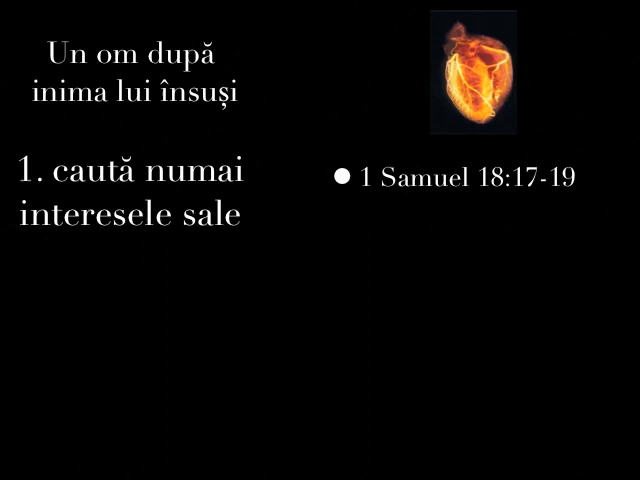 Un om după
inima lui însuși
1. caută numai
interesele sale
● 1 Samuel 18:17-19